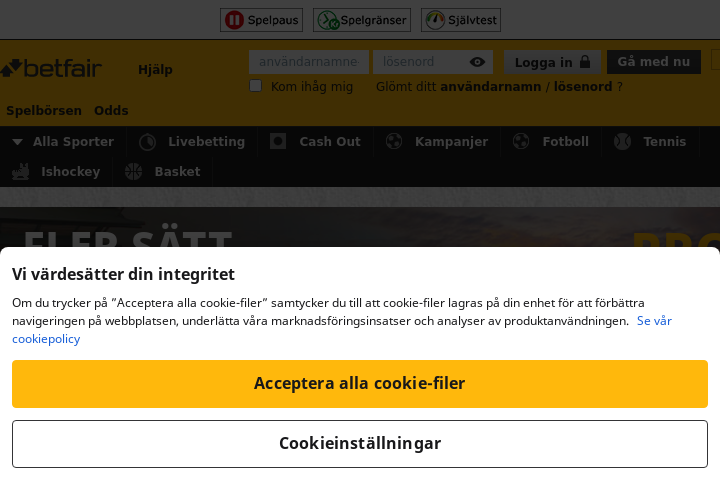 Spelpaus Spelgränser Självtest
betfair Hjälp användarnamne lösenord Logga in Gå med nu
Kom ihåg mig Glömt ditt användarnamn / lösenord ?
Spelbörsen Odds
Alla Sporter Livebetting Cash Out Kampanjer Fotboll Tennis
Ishockey Basket
FLER SÄTT
Vi värdesätter din integritet
Om du trycker på ”Acceptera alla cookie-filer” samtycker du till att cookie-filer lagras på din enhet för att förbättra
navigeringen på webbplatsen, underlätta våra marknadsföringsinsatser och analyser av produktanvändningen. Se vår
cookiepolicy
Acceptera alla cookie-filer
Cookieinställningar